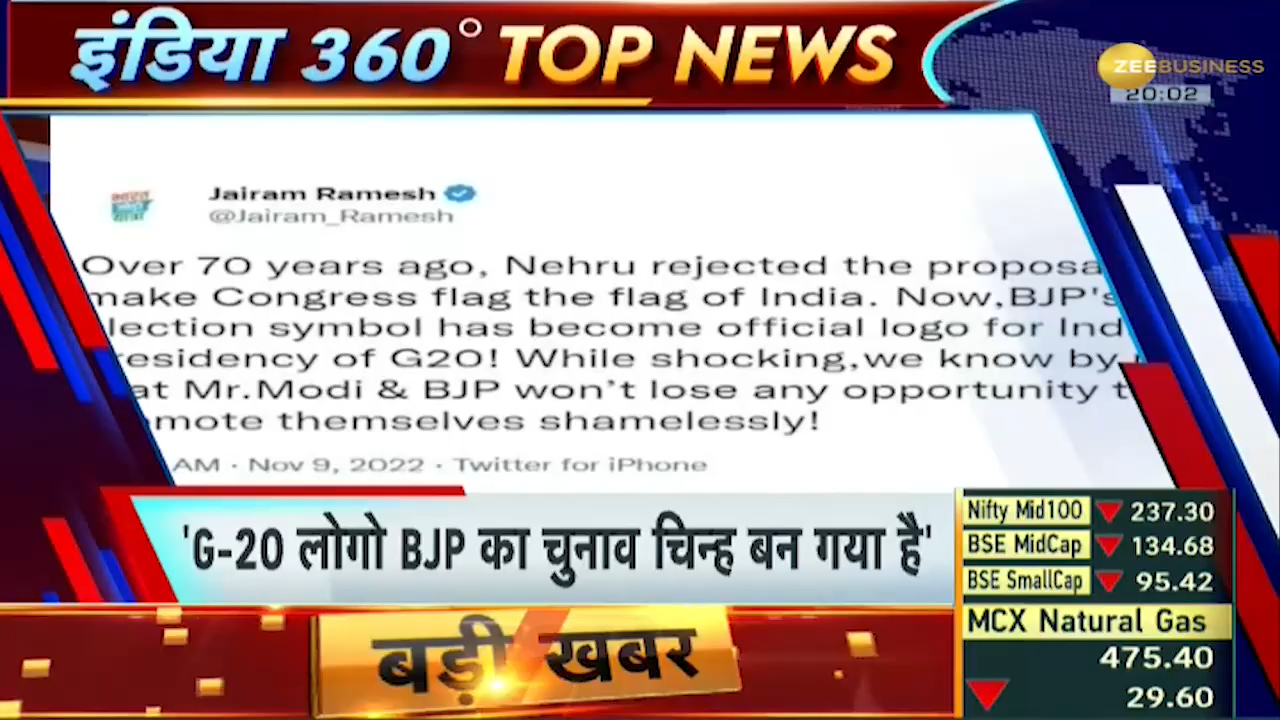 इंडिया 360° TOP NEWS
ZEEBUSINESS
20:02
Jairam Ramesh
@Jairam_Ramesh
Over 70 years ago, Nehru rejected the proposa
make Congress flag the flag of India. Now,BJP's
lection symbol has become official logo for Ind
residency of G20! While shocking,we know by
at Mr.Modi & BJP won't lose any opportunity t
mote themselves shamelessly!
AM · Nov 9, 2022 · Twitter for iPhone
'G-20 लोगो BJP का चुनाव चिन्ह बन गया है'
बड़ी खबर
Nifty Mid100 ▼ 237.30
BSE MidCap ▼ 134.68
BSE SmallCap ▼ 95.42
MCX Natural Gas
475.40
▼ 29.60